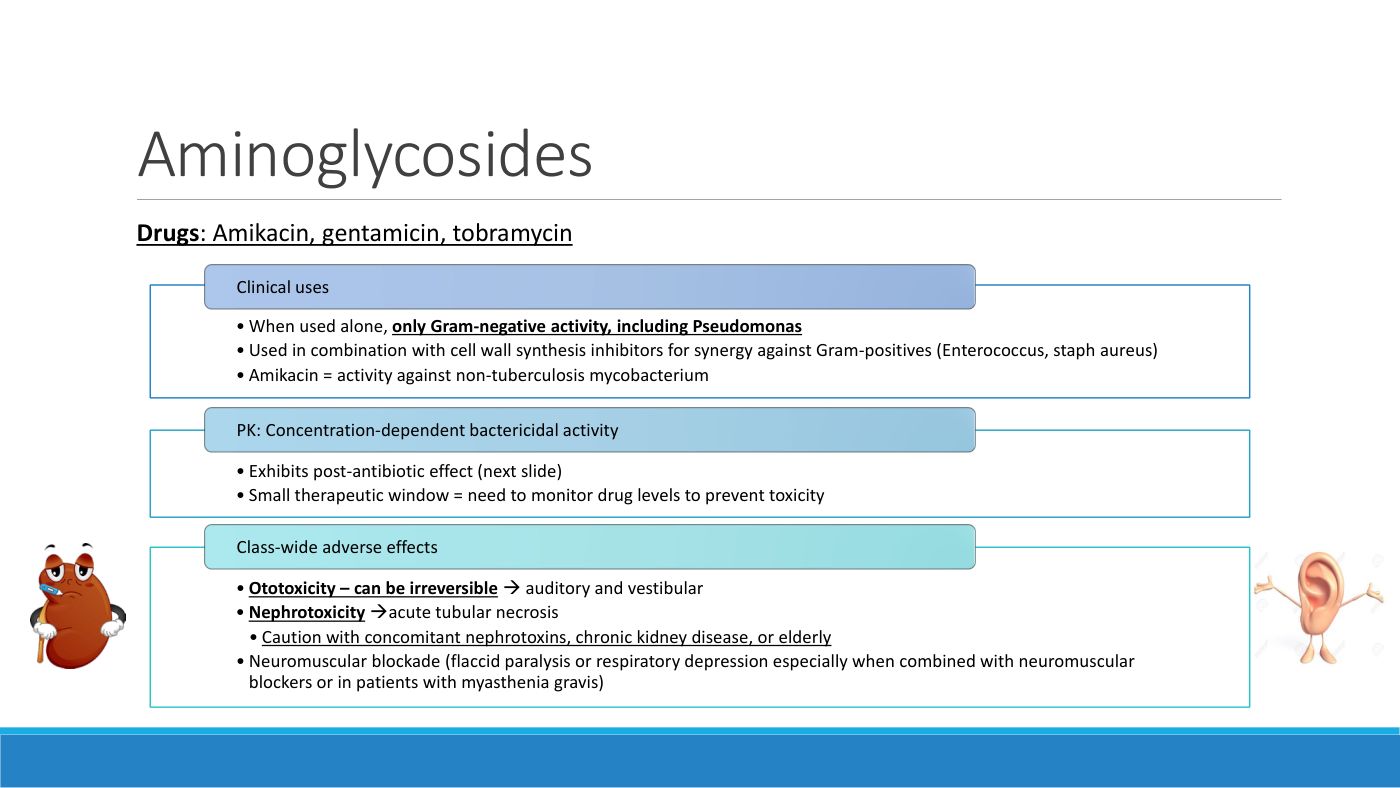 Aminoglycosides
Drugs: Amikacin, gentamicin, tobramycin
Clinical uses
• When used alone, only Gram-negative activity, including Pseudomonas
• Used in combination with cell wall synthesis inhibitors for synergy against Gram-positives (Enterococcus, staph aureus)
• Amikacin = activity against non-tuberculosis mycobacterium
PK: Concentration-dependent bactericidal activity
• Exhibits post-antibiotic effect (next slide)
• Small therapeutic window = need to monitor drug levels to prevent toxicity
Class-wide adverse effects
• Ototoxicity – can be irreversible → auditory and vestibular
• Nephrotoxicity →acute tubular necrosis
• Caution with concomitant nephrotoxins, chronic kidney disease, or elderly
• Neuromuscular blockade (flaccid paralysis or respiratory depression especially when combined with neuromuscular
blockers or in patients with myasthenia gravis)